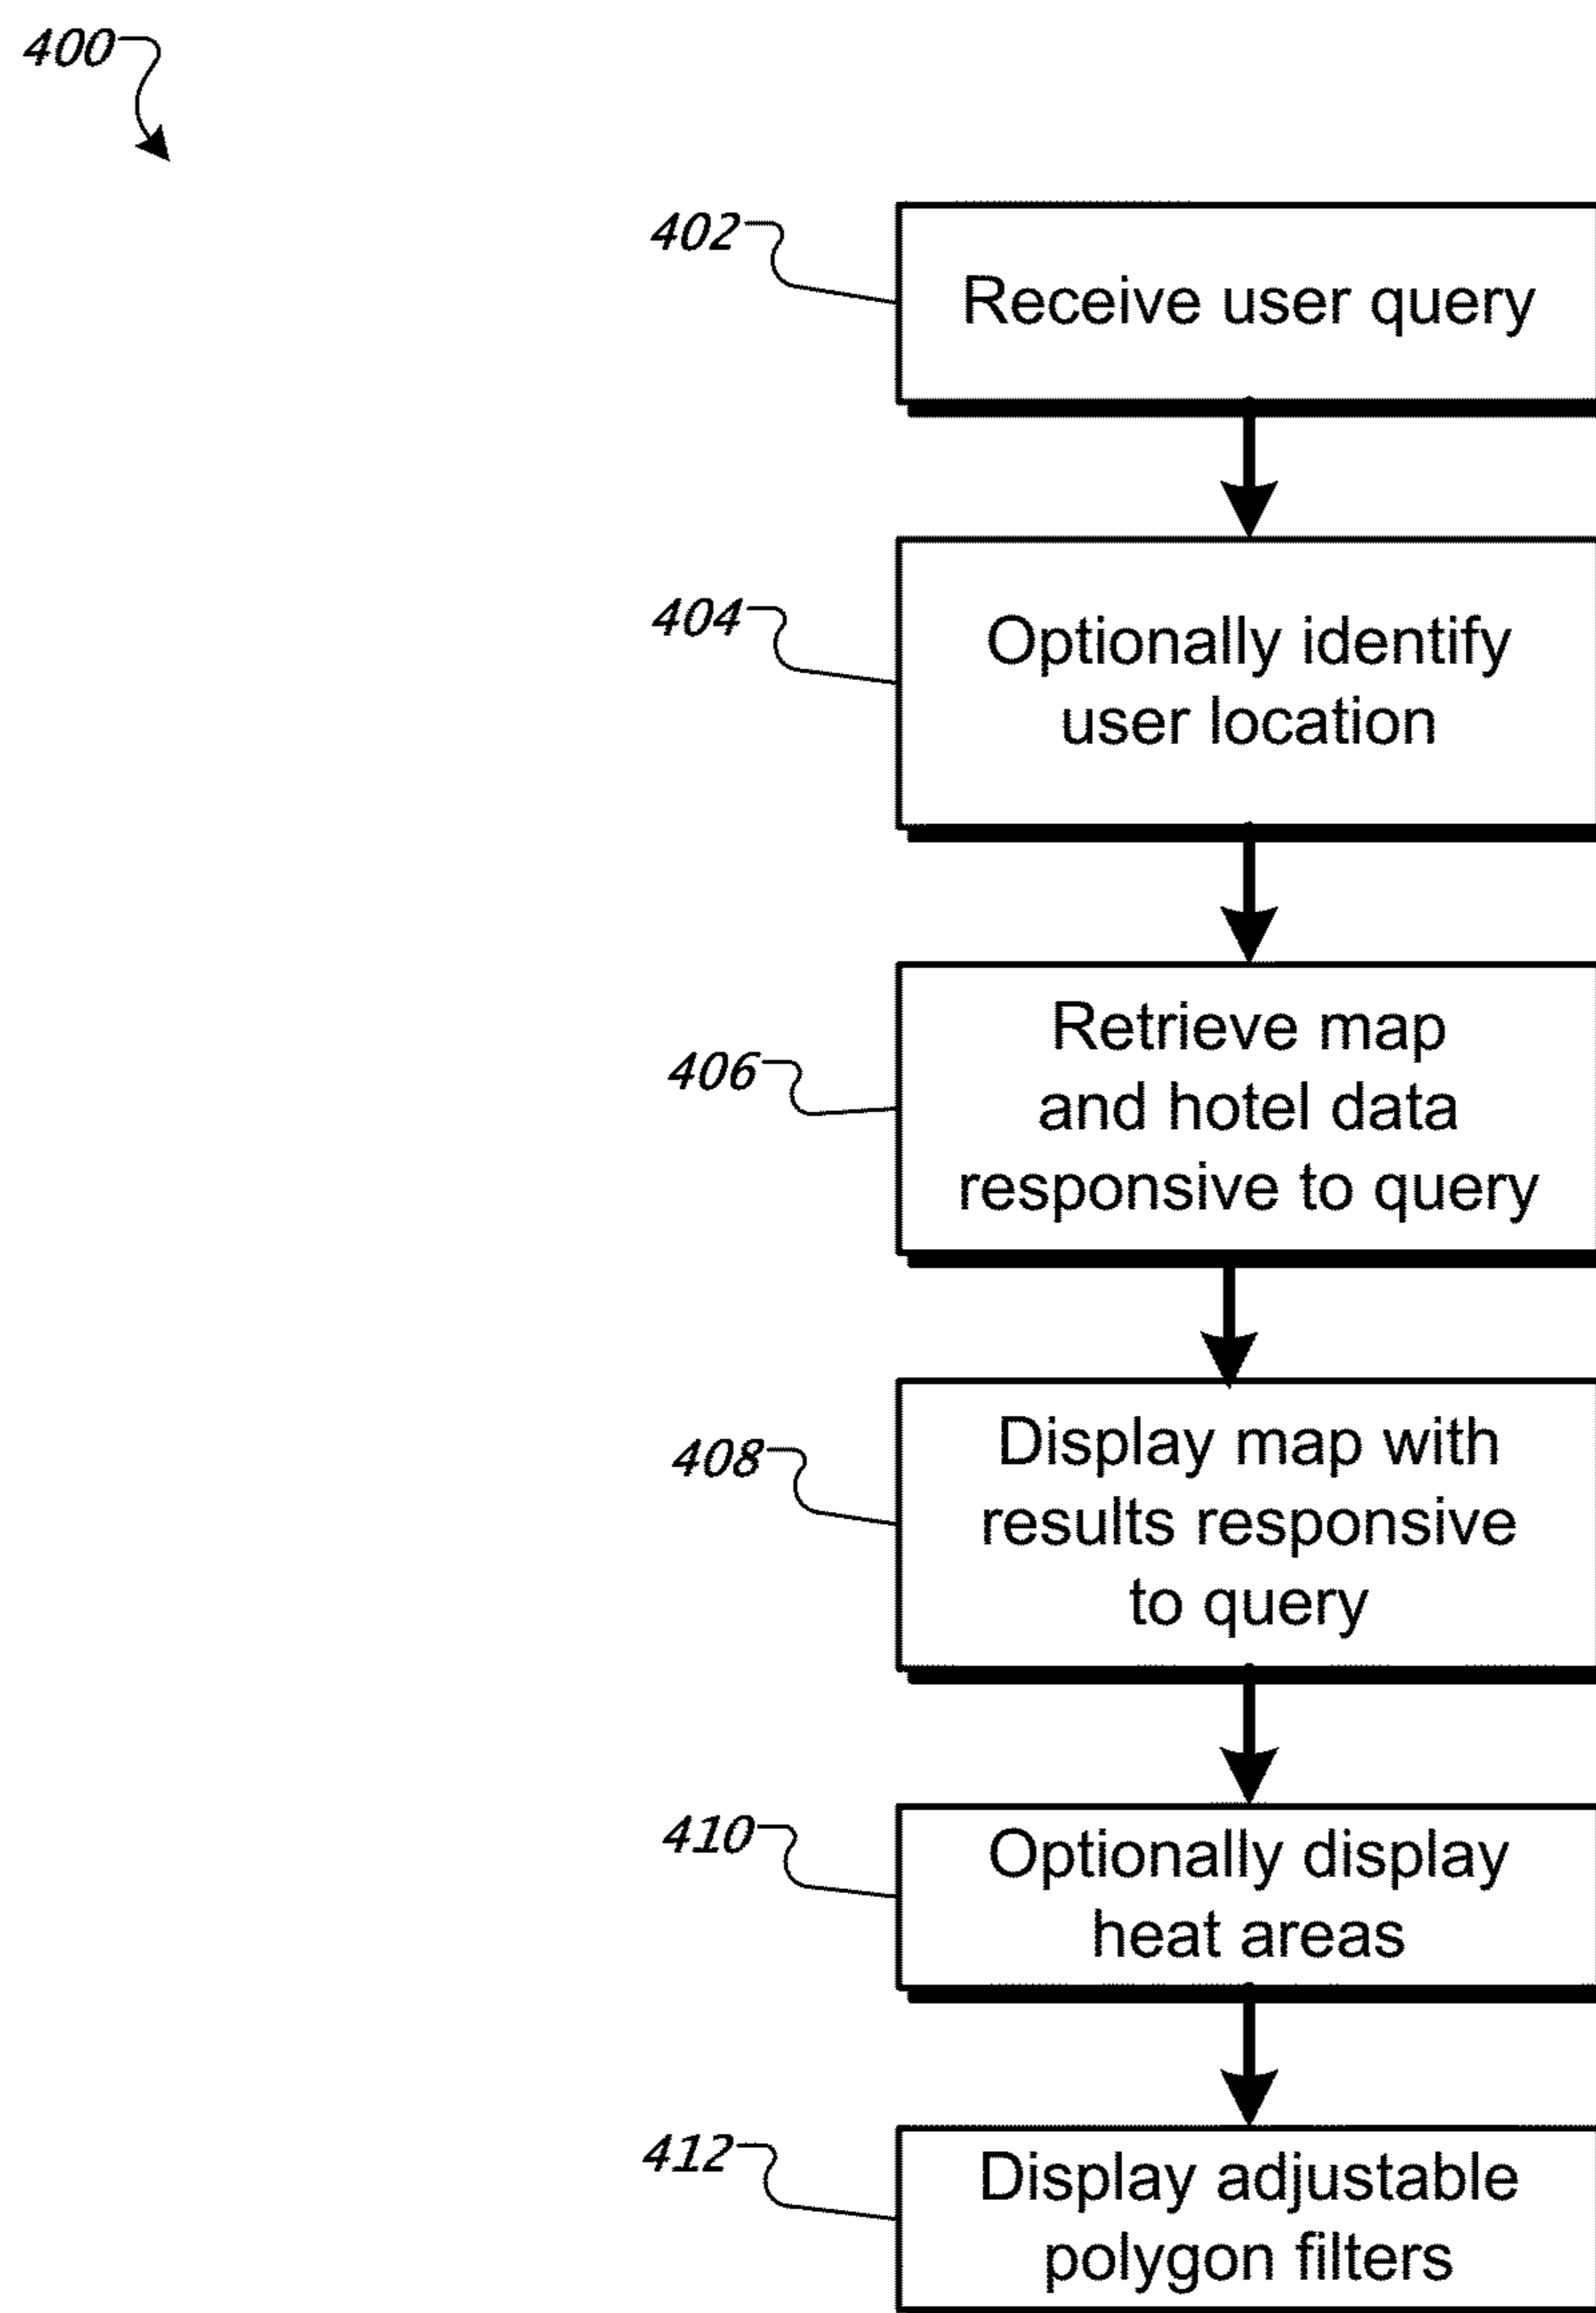 400
402
Receive user query
404
Optionally identify
user location
406
Retrieve map
and hotel data
responsive to query
408
Display map with
results responsive
to query
410
Optionally display
heat areas
412
Display adjustable
polygon filters